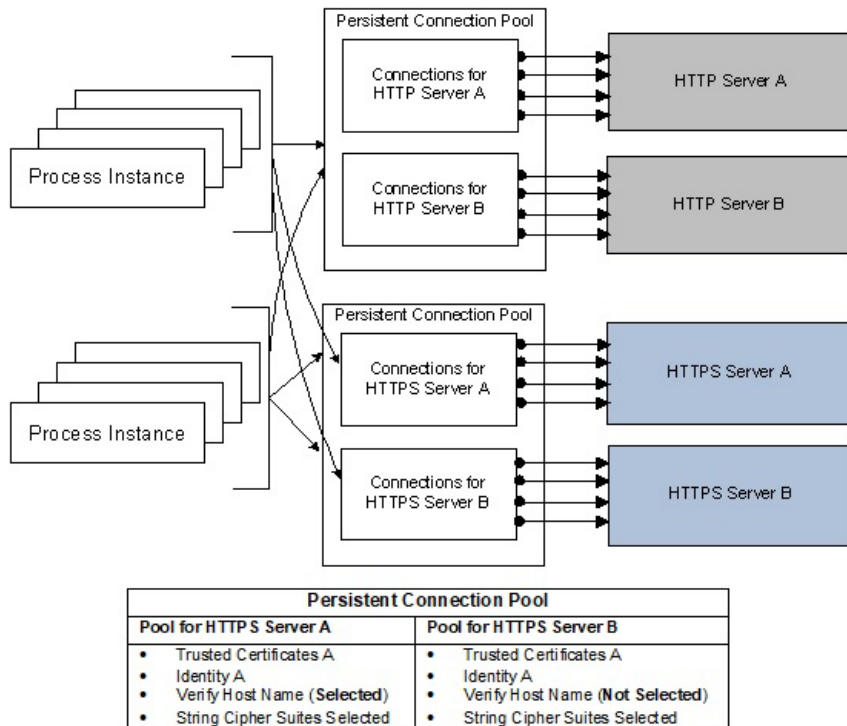 Persistent Connection Pool
Connections for
HTTP Server A
HTTP Server A
Process Instance
Connections for
HTTP Server B
HTTP Server B
Persistent Connection Pool
Connections for
HTTPS Server A
HTTPS Server A
Process Instance
Connections for
HTTPS Server B
HTTPS Server B
Persistent Connection Pool
Pool for HTTPS Server A
Pool for HTTPS Server B
• Trusted Certificates A
• Identity A
• Verify Host Name (Selected)
• String Cipher Suites Selected
• Trusted Certificates A
• Identity A
• Verify Host Name (Not Selected)
• String Cipher Suites Selected